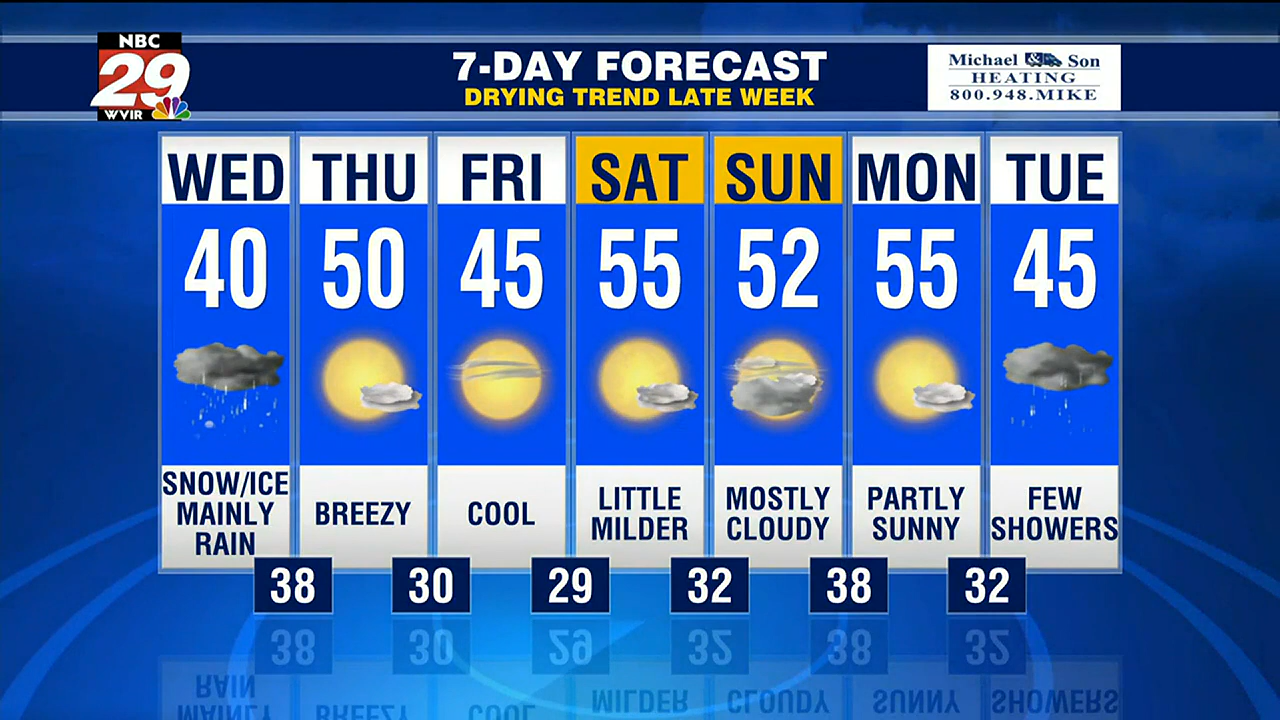 NBC
29
WVIR
7-DAY FORECAST
DRYING TREND LATE WEEK
Michael & Son
HEATING
800.948.MIKE
WED THU FRI SAT SUN MON TUE
40 50 45 55 52 55 45
SNOW/ICE
MAINLY
RAIN
BREEZY
COOL
LITTLE
MILDER
MOSTLY
CLOUDY
PARTLY
SUNNY
FEW
SHOWERS
38 30 29 32 38 32